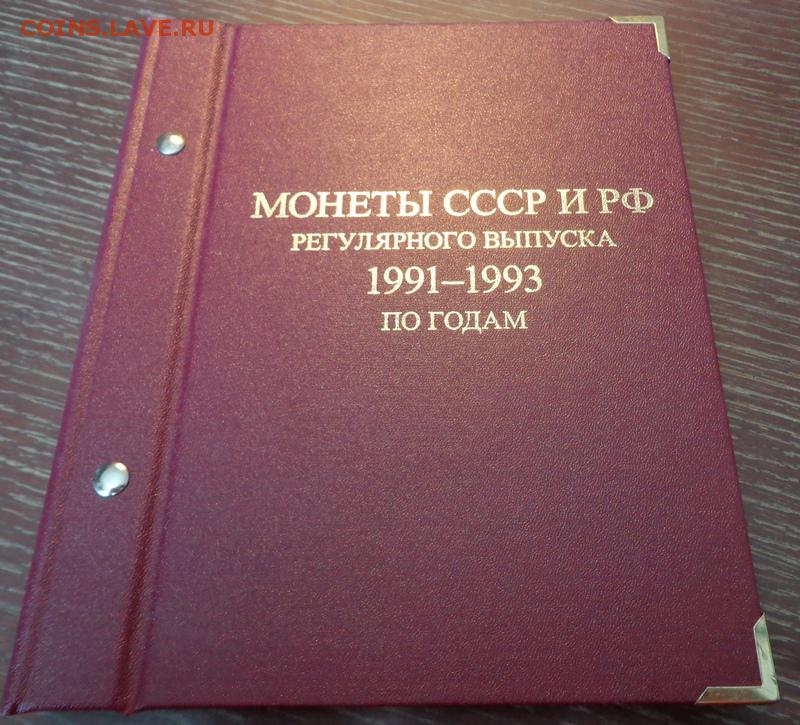 COINS.LAVE.RU
МОНЕТЫ СССР И РФ
РЕГУЛЯРНОГО ВЫПУСКА
1991–1993
ПО ГОДАМ